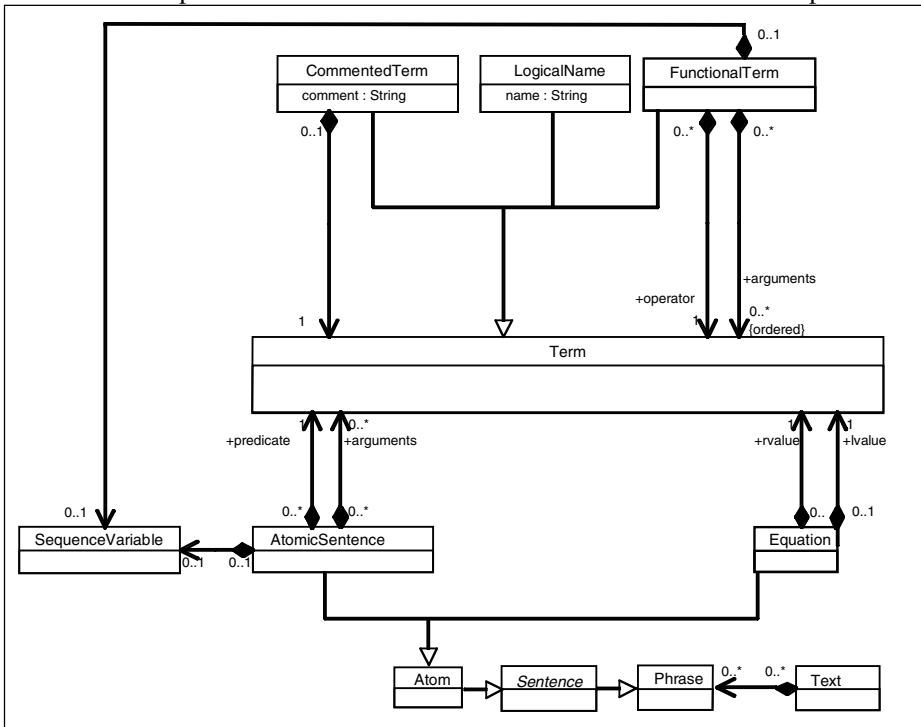 0..1
CommentedTerm
comment : String
LogicalName
name : String
FunctionalTerm
0..1
0..*
0..*
+arguments
+operator
0..*
1
1
{ordered}
Term
1
0..*
1
1
+predicate
+arguments
+rvalue
+lvalue
0..1
0..*
0..*
0..
0..1
SequenceVariable
AtomicSentence
Equation
0..1
0..1
Atom
Sentence
Phrase
0..*
0..*
Text